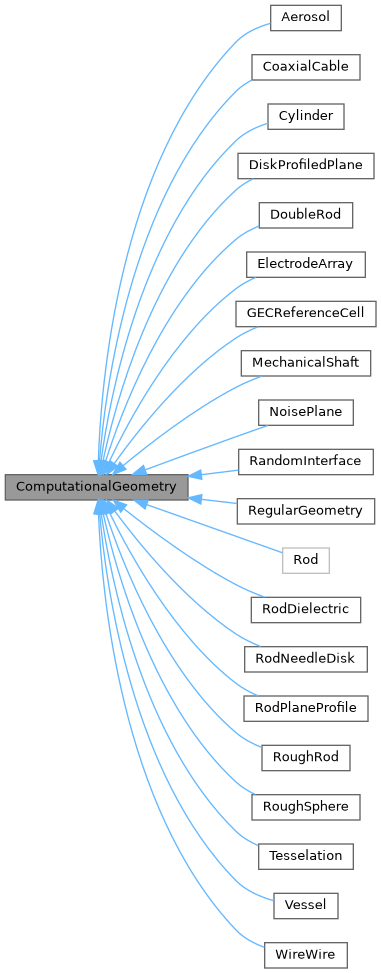 Aerosol
CoaxialCable
Cylinder
DiskProfiledPlane
DoubleRod
ElectrodeArray
GECReferenceCell
MechanicalShaft
NoisePlane
RandomInterface
ComputationalGeometry
RegularGeometry
Rod
RodDielectric
RodNeedleDisk
RodPlaneProfile
RoughRod
RoughSphere
Tesselation
Vessel
WireWire